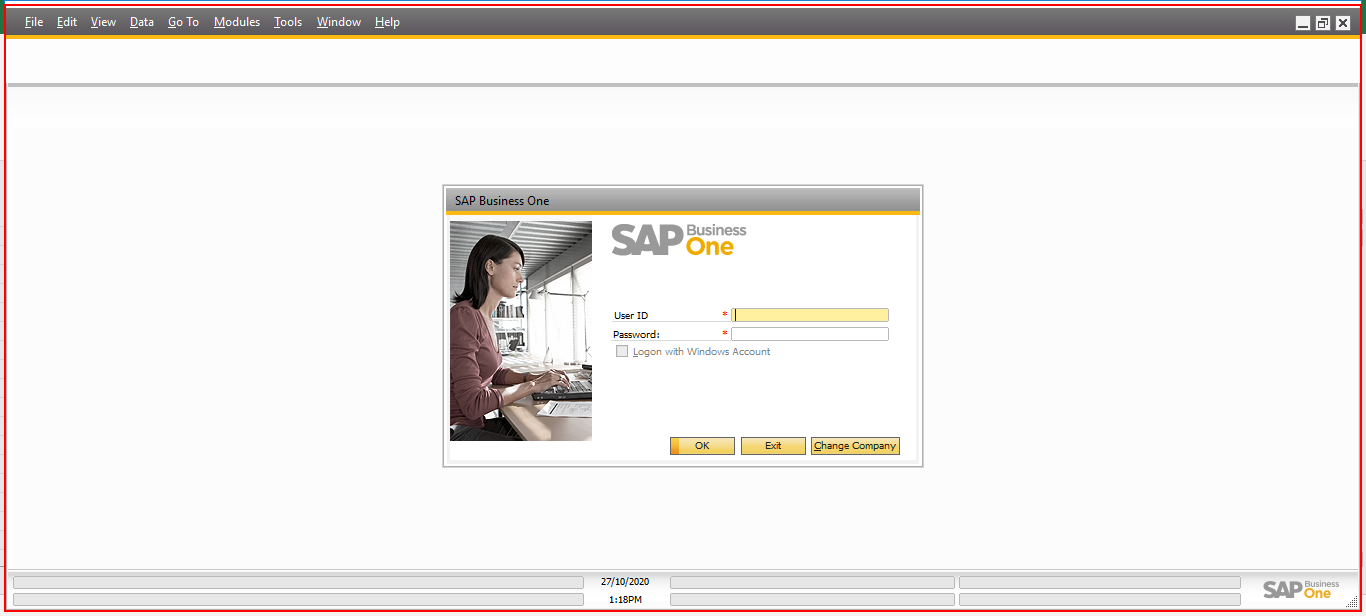 File Edit View Data Go To Modules Tools Window Help
SAP Business One
SAP Business One
User ID *
Password: *
Logon with Windows Account
OK Exit Change Company
27/10/2020
1:18PM
SAP Business One